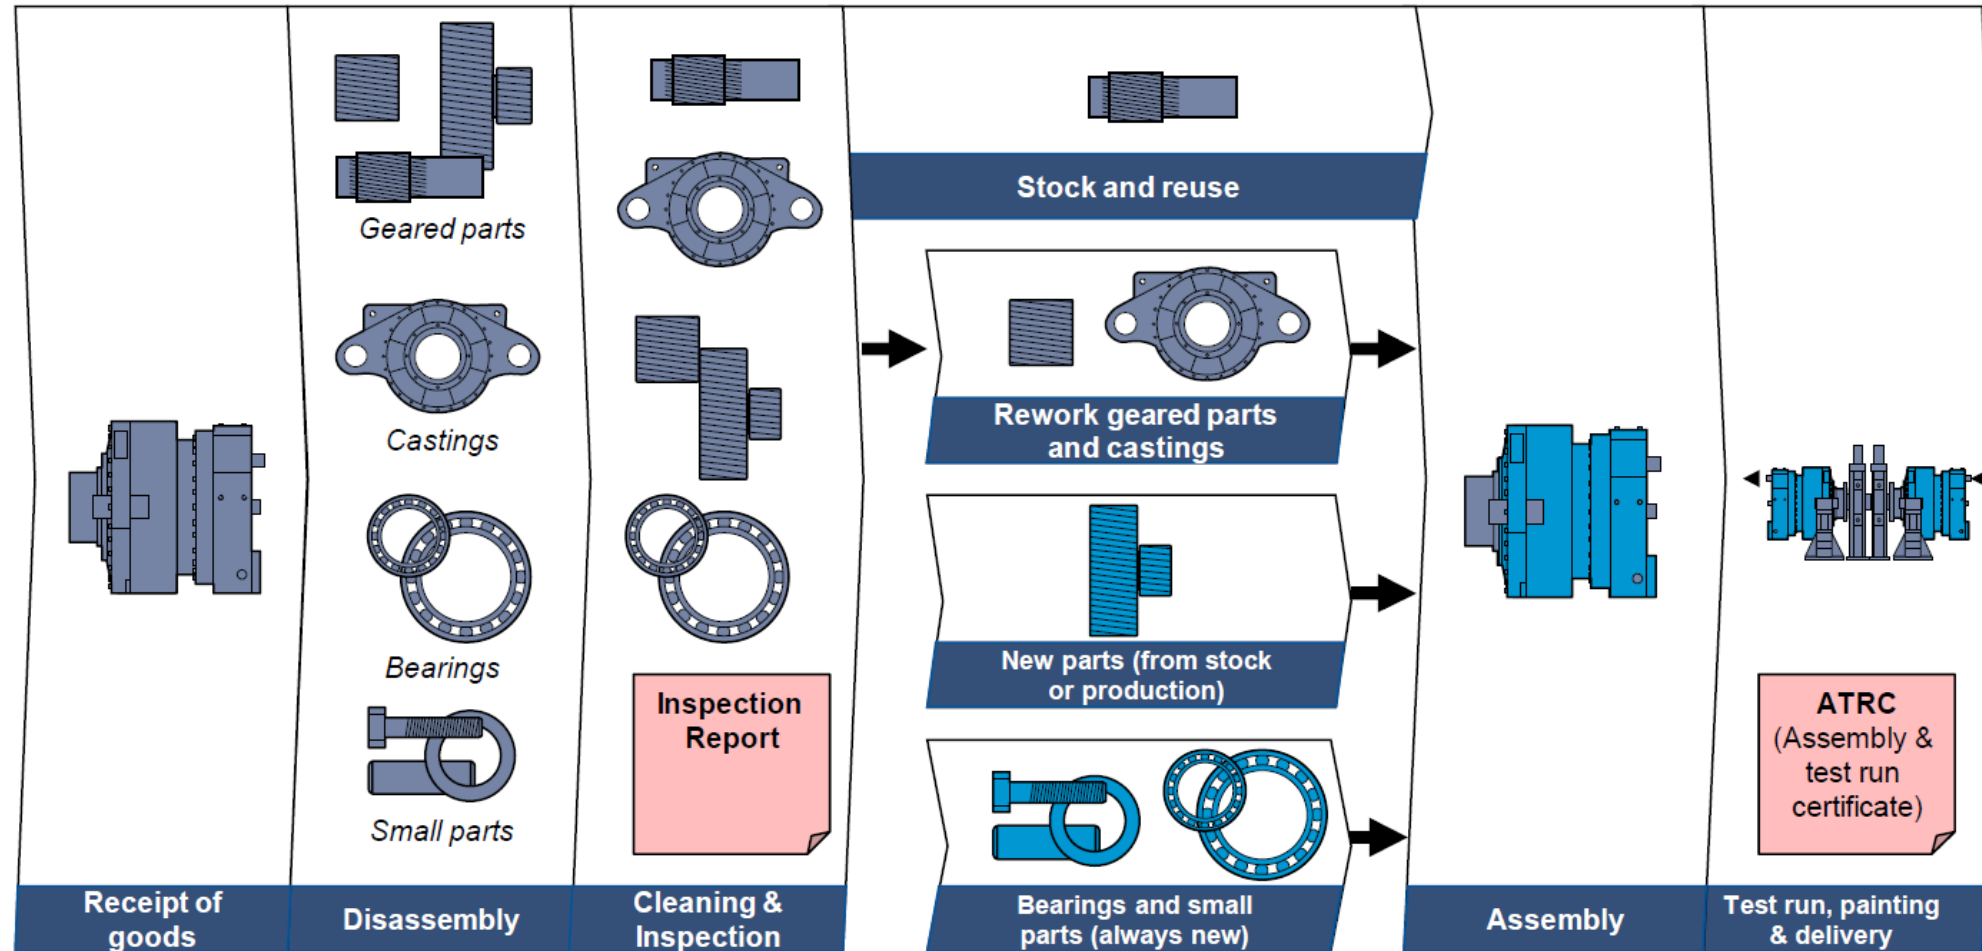 Geared parts
Castings
Bearings
Small parts
Inspection
Report
Stock and reuse
Rework geared parts
and castings
New parts (from stock
or production)
Bearings and small
parts (always new)
ATRC
(Assembly &
test run
certificate)
Receipt of
goods
Disassembly
Cleaning &
Inspection
Assembly
Test run, painting
& delivery